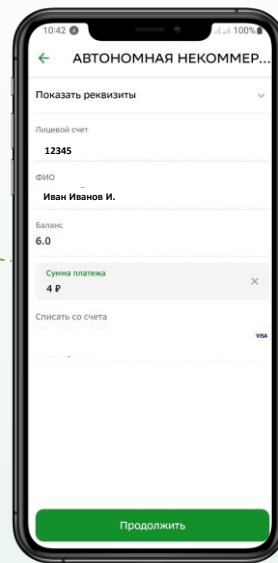 10:42
100%
АВТОНОМНАЯ НЕКОММЕР...
Показать реквизиты
Лицевой счет
12345
ФИО
Иван Иванов И.
Баланс
6.0
Сумма платежа
4 ₽
Списать со счета
VISA
Продолжить